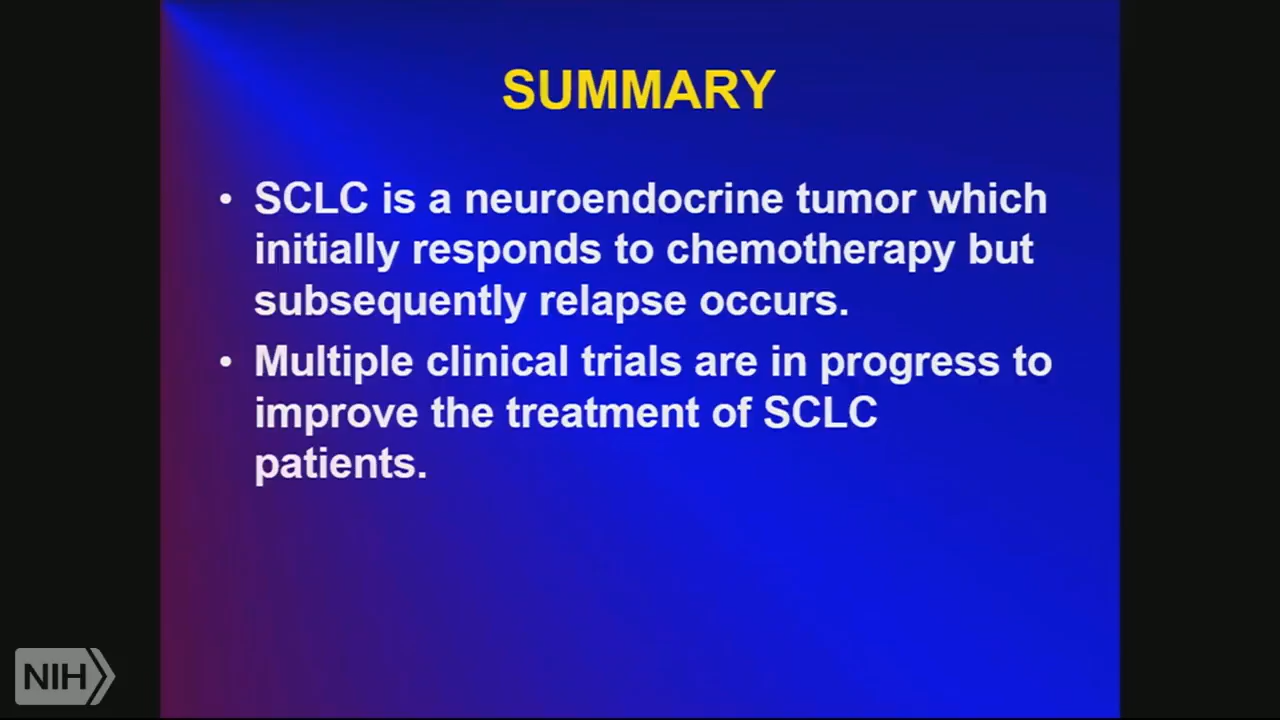 SUMMARY
• SCLC is a neuroendocrine tumor which
initially responds to chemotherapy but
subsequently relapse occurs.
• Multiple clinical trials are in progress to
improve the treatment of SCLC
patients.
NIH